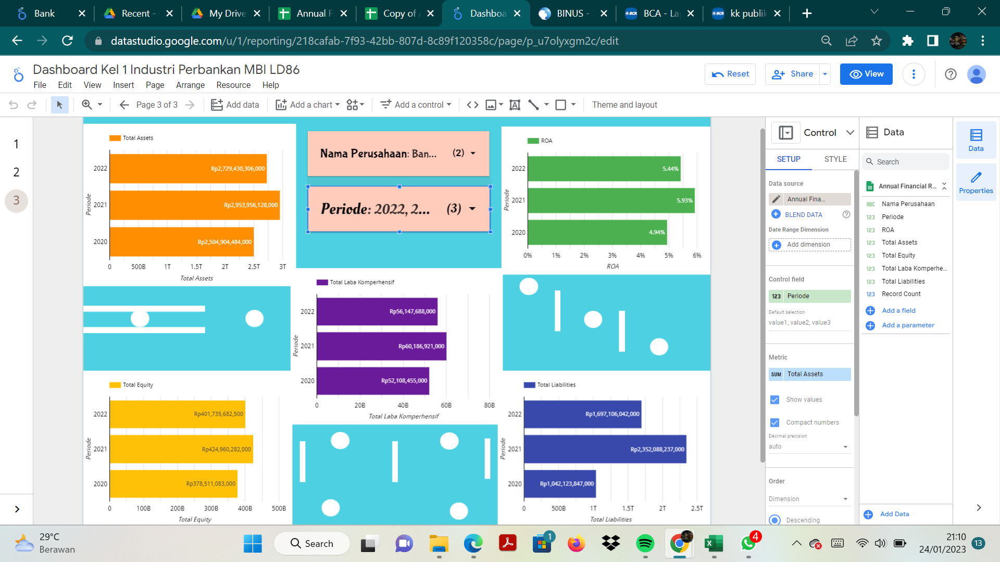 Bank
Recent -
My Drive
Annual F
Copy of A
Dashboa
BINUS -
BCA - La
kk publik
datastudio.google.com/u/1/reporting/218cafab-7f93-42bb-807d-8c89f120358c/page/p_u7olyxgm2c/edit
Dashboard Kel 1 Industri Perbankan MBI LD86
File Edit View Insert Page Arrange Resource Help
Reset
Share
View
Page 3 of 3
Add data
Add a chart
Add a control
Theme and layout
1
2
3
Total Assets
Periode
2022
Rp2,729,430,306,000
2021
Rp2,953,956,128,000
2020
Rp2,504,904,484,000
0 500B 1T 1.5T 2T 2.5T 3T
Total Assets
Nama Perusahaan: Ban... (2)
Periode: 2022, 2... (3)
ROA
Periode
2022
5.44%
2021
5.93%
2020
4.94%
0% 1% 2% 3% 4% 5% 6%
ROA
Total Laba Komperhensif
Periode
2022
Rp56,147,688,000
2021
Rp60,186,921,000
2020
Rp52,108,455,000
0 20B 40B 60B 80B
Total Laba Komperhensif
Total Equity
Periode
2022
Rp401,735,682,500
2021
Rp424,960,282,000
2020
Rp378,511,083,000
0 100B 200B 300B 400B 500B
Total Equity
Total Liabilities
Periode
2022
Rp1,697,106,042,000
2021
Rp2,352,088,237,000
2020
Rp1,042,123,847,000
0 500B 1T 1.5T 2T 2.5T
Total Liabilities
Control
SETUP STYLE
Data source
Annual Fina...
BLEND DATA
Date Range Dimension
Add dimension
Control field
123 Periode
Default selection
value1, value2, value3
Metric
SUM Total Assets
Show values
Compact numbers
Decimal precision
auto
Order
Dimension
Descending
Data
Search
Annual Financial R...
ABC Nama Perusahaan
123 Periode
123 ROA
123 Total Assets
123 Total Equity
123 Total Laba Komperhe...
123 Total Liabilities
123 Record Count
Add a field
Add a parameter
Add Data
Data
Properties
29°C
Berawan
Search
1
4
21:10
24/01/2023
13